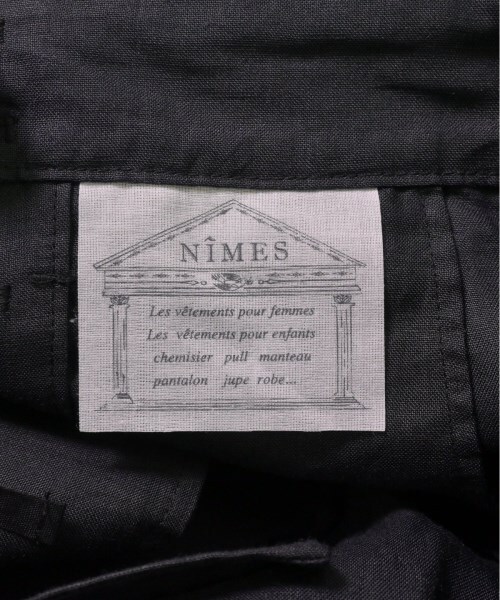 NÎMES
Les vêtements pour femmes
Les vêtements pour enfants
chemisier pull manteau
pantalon jupe robe...